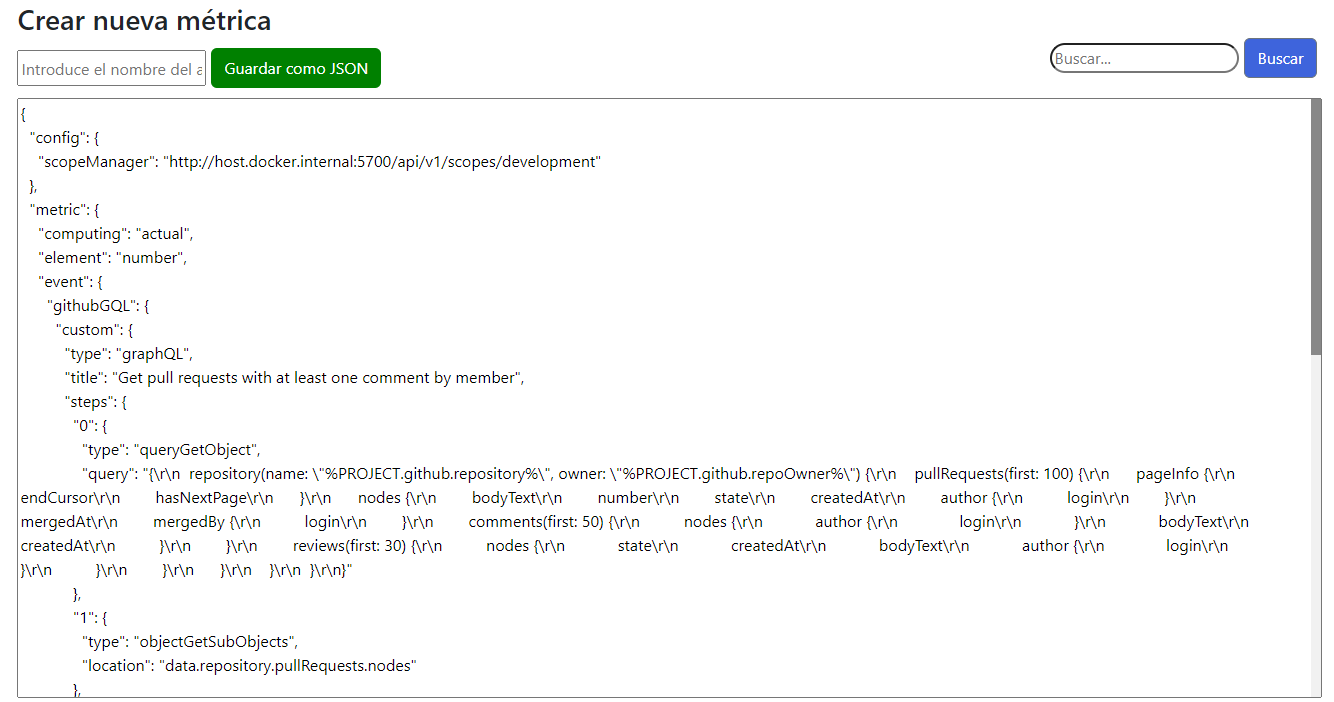 Crear nueva métrica
Introduce el nombre del a
Guardar como JSON
Buscar...
Buscar
{
"config": {
"scopeManager": "http://host.docker.internal:5700/api/v1/scopes/development"
},
"metric": {
"computing": "actual",
"element": "number",
"event": {
"githubGQL": {
"custom": {
"type": "graphQL",
"title": "Get pull requests with at least one comment by member",
"steps": {
"0": {
"type": "queryGetObject",
"query": "{\r\n  repository(name: \"%PROJECT.github.repository%\", owner: \"%PROJECT.github.repoOwner%\") {\r\n    pullRequests(first: 100) {\r\n      pageInfo {\r\n
endCursor\r\n        hasNextPage\r\n      }\r\n      nodes {\r\n        bodyText\r\n        number\r\n        state\r\n        createdAt\r\n        author {\r\n          login\r\n        }\r\n
mergedAt\r\n        mergedBy {\r\n          login\r\n        }\r\n        comments(first: 50) {\r\n          nodes {\r\n            author {\r\n              login\r\n            }\r\n            bodyText\r\n
createdAt\r\n          }\r\n        }\r\n        reviews(first: 30) {\r\n          nodes {\r\n            state\r\n            createdAt\r\n            bodyText\r\n            author {\r\n              login\r\n
}\r\n          }\r\n        }\r\n      }\r\n    }\r\n  }\r\n}"
},
"1": {
"type": "objectGetSubObjects",
"location": "data.repository.pullRequests.nodes"
},